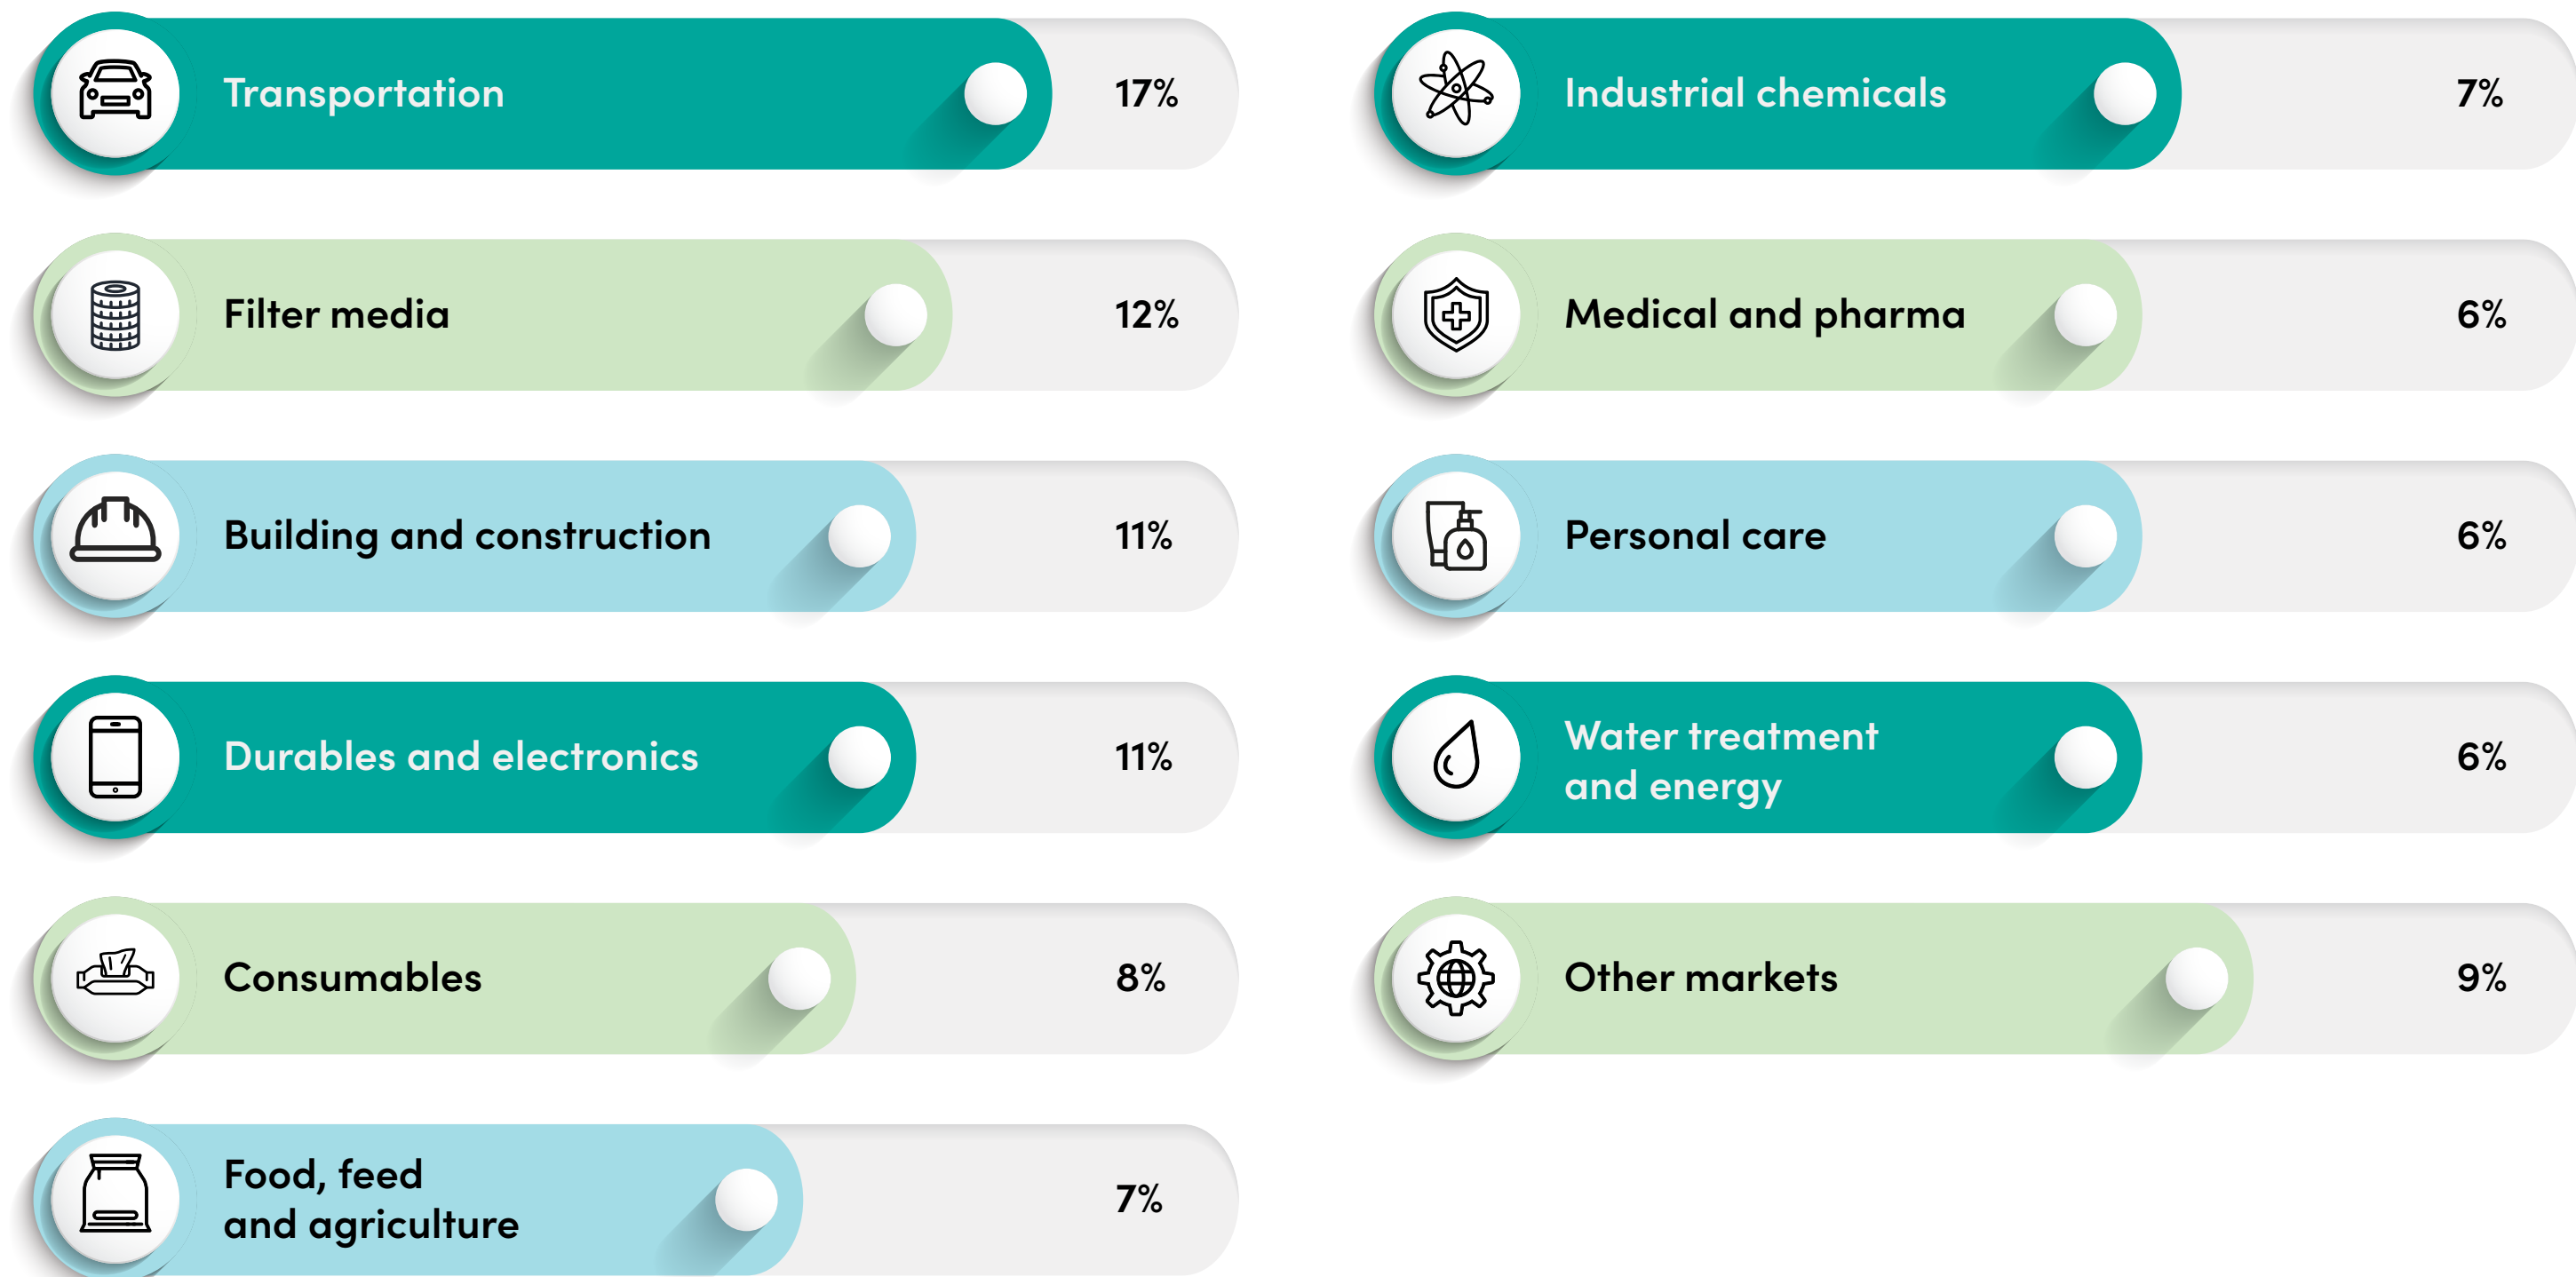 Transportation 17%
Filter media 12%
Building and construction 11%
Durables and electronics 11%
Consumables 8%
Food, feed
and agriculture 7%
Industrial chemicals 7%
Medical and pharma 6%
Personal care 6%
Water treatment
and energy 6%
Other markets 9%